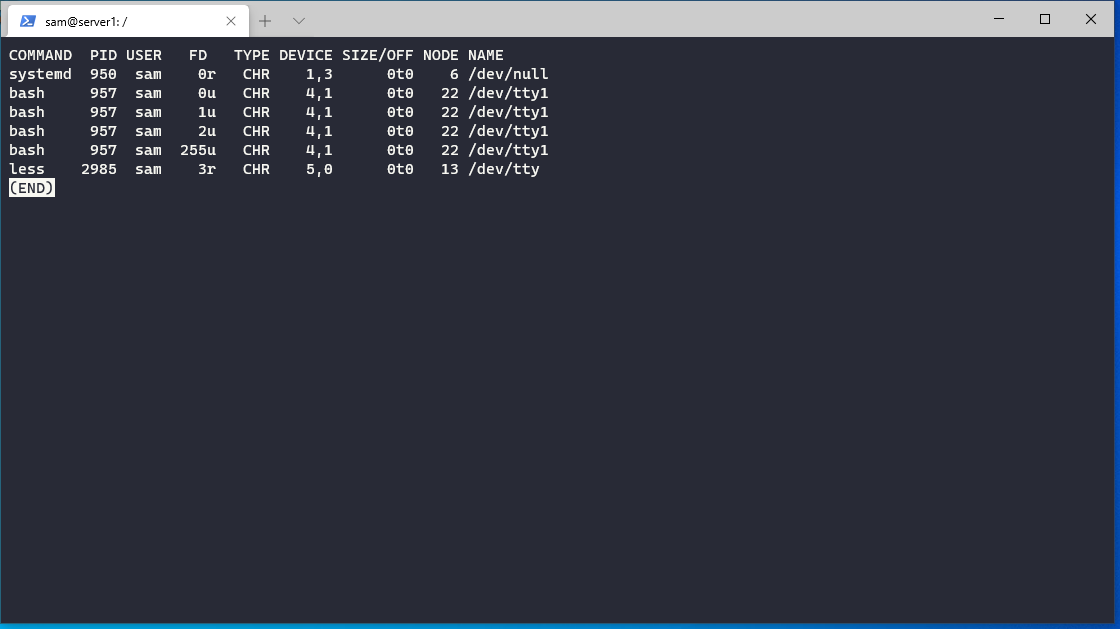 sam@server1: /
COMMAND  PID USER   FD   TYPE DEVICE SIZE/OFF NODE NAME
systemd  950  sam    0r   CHR    1,3      0t0    6 /dev/null
bash     957  sam    0u   CHR    4,1      0t0   22 /dev/tty1
bash     957  sam    1u   CHR    4,1      0t0   22 /dev/tty1
bash     957  sam    2u   CHR    4,1      0t0   22 /dev/tty1
bash     957  sam  255u   CHR    4,1      0t0   22 /dev/tty1
less    2985  sam    3r   CHR    5,0      0t0   13 /dev/tty
(END)